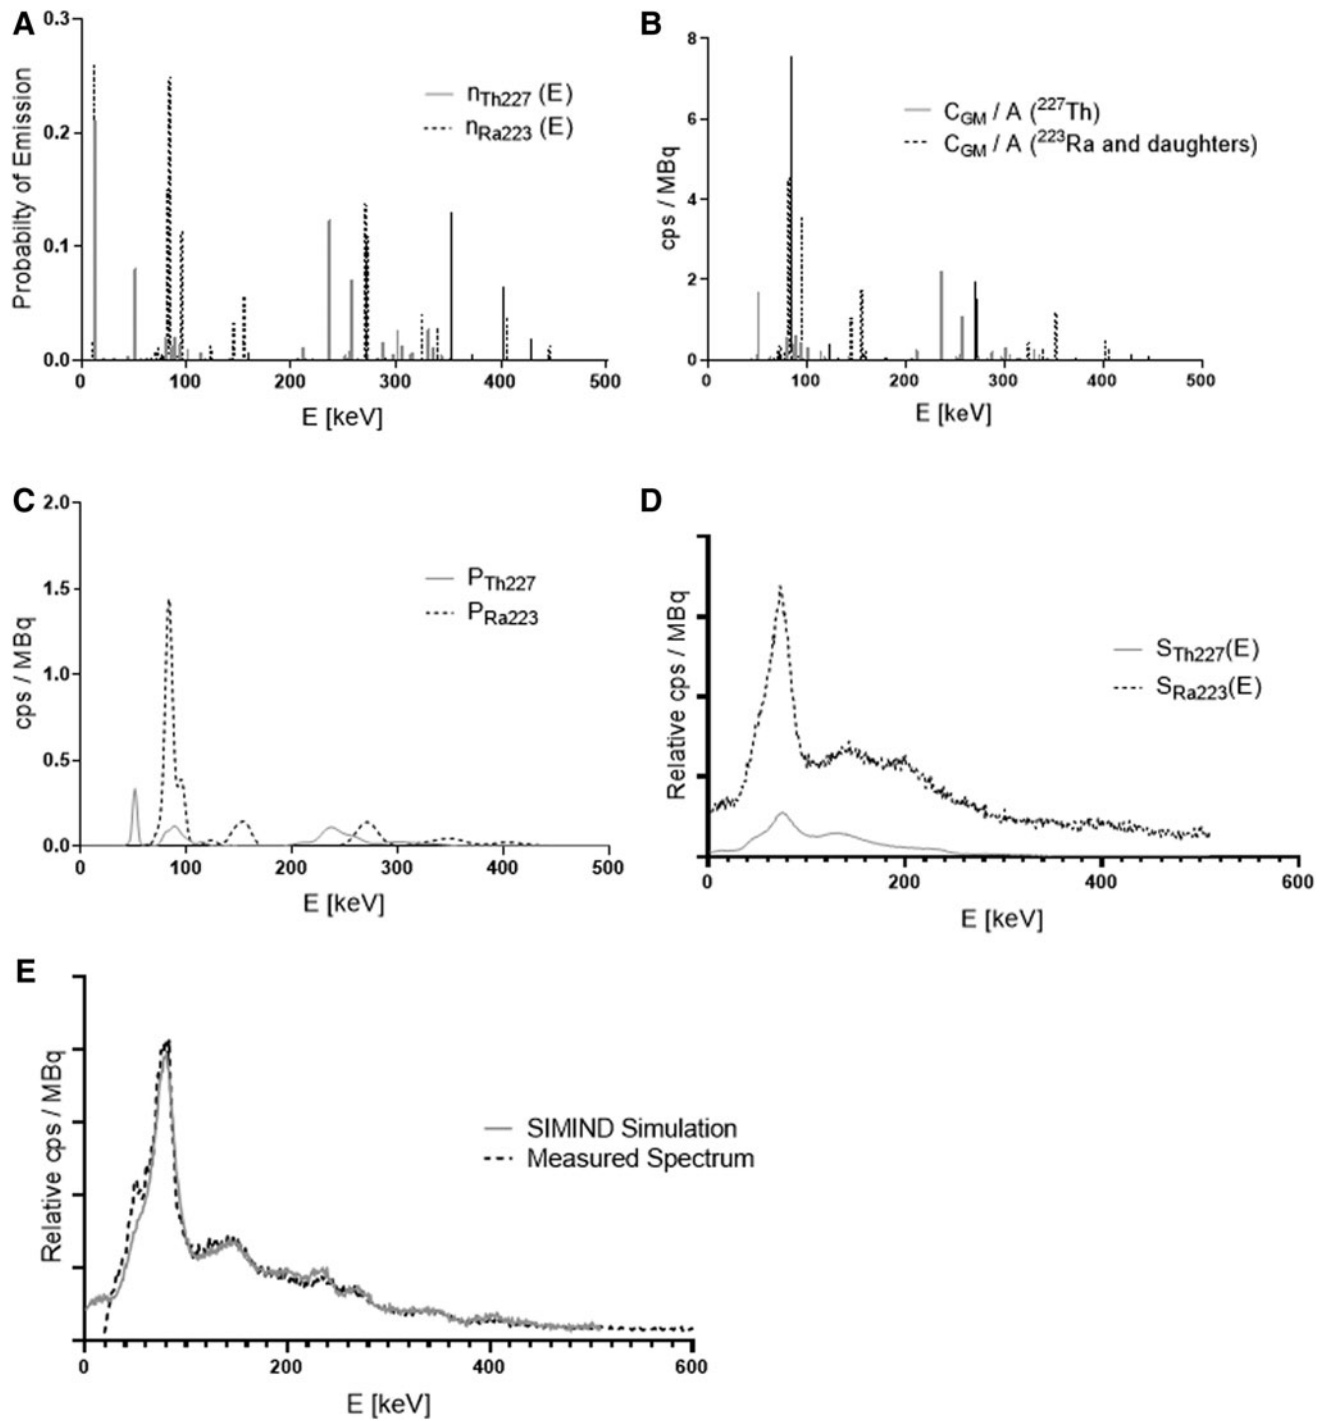 A
0.3
0.2
0.1
0.0
Probabilty of Emission
n_Th227 (E)
n_Ra223 (E)
0 100 200 300 400 500
E [keV]
B
8
6
4
2
0
cps / MBq
C_GM / A (²²⁷Th)
C_GM / A (²²³Ra and daughters)
0 100 200 300 400 500
E [keV]
C
2.0
1.5
1.0
0.5
0.0
cps / MBq
P_Th227
P_Ra223
0 100 200 300 400 500
E [keV]
D
Relative cps / MBq
S_Th227(E)
S_Ra223(E)
0 200 400 600
E [keV]
E
Relative cps / MBq
SIMIND Simulation
Measured Spectrum
0 200 400 600
E [keV]